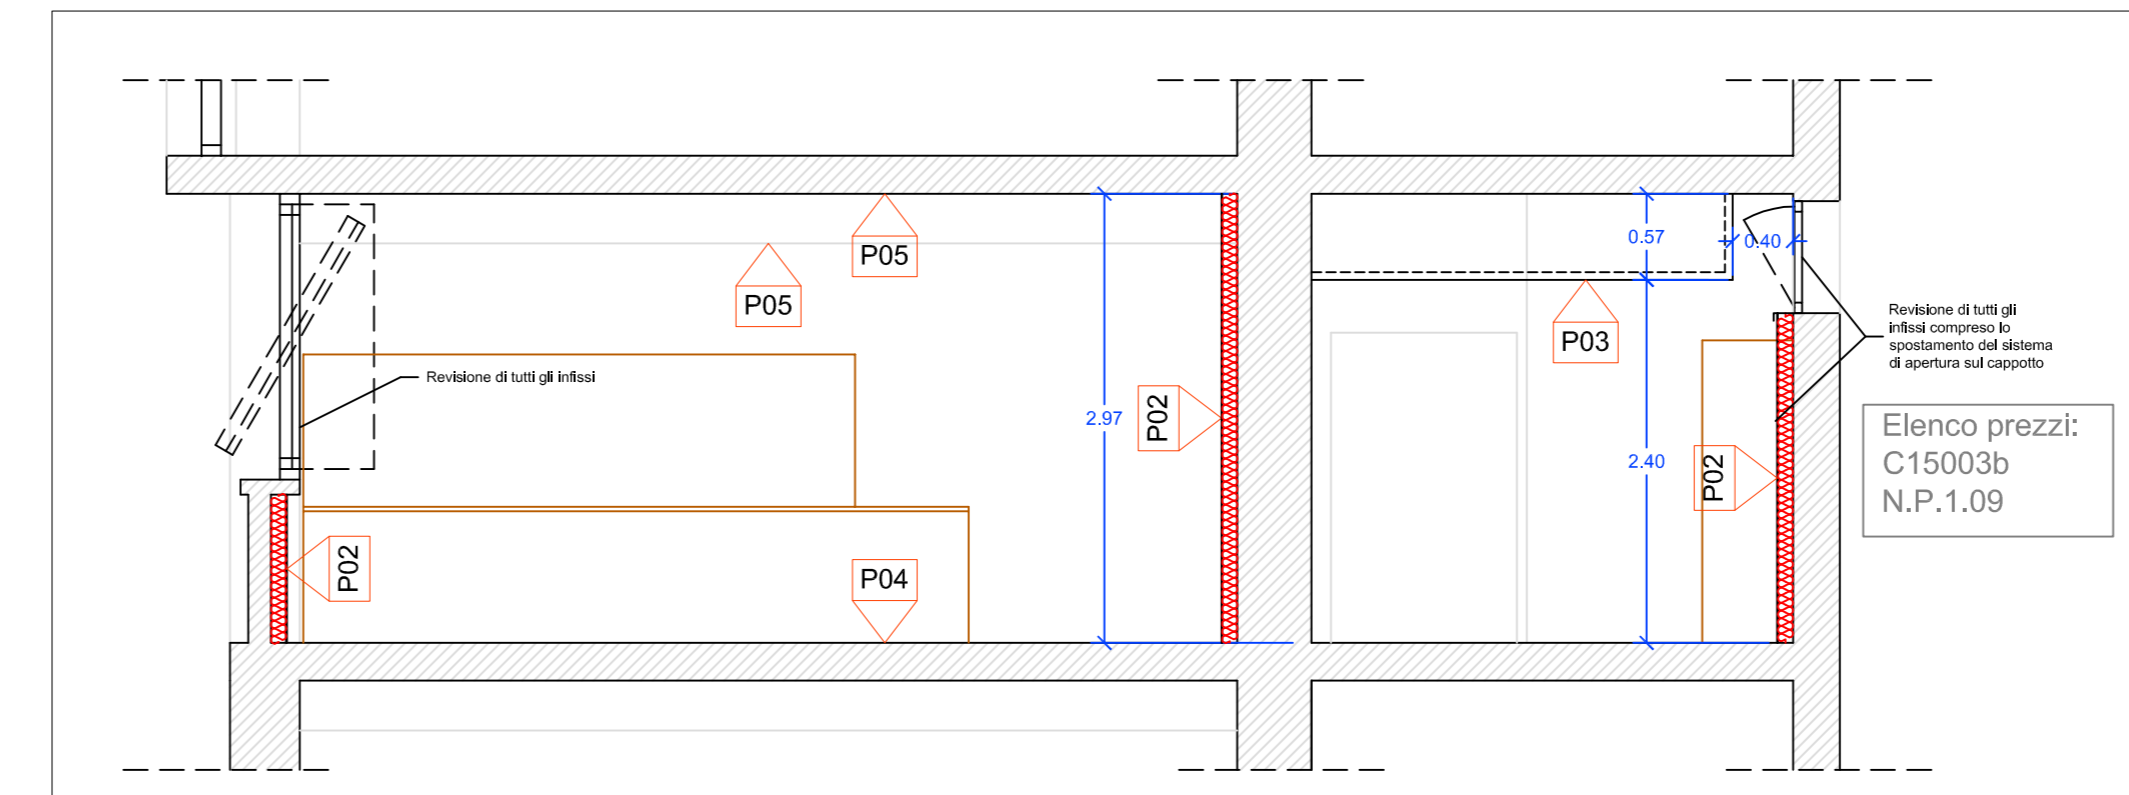 P05
P05
0.57
0.40
P03
Revisione di tutti gli
infissi compreso lo
spostamento del sistema
di apertura sul cappotto
Revisione di tutti gli infissi
2.97
P02
2.40
P02
Elenco prezzi:
C15003b
N.P.1.09
P02
P04